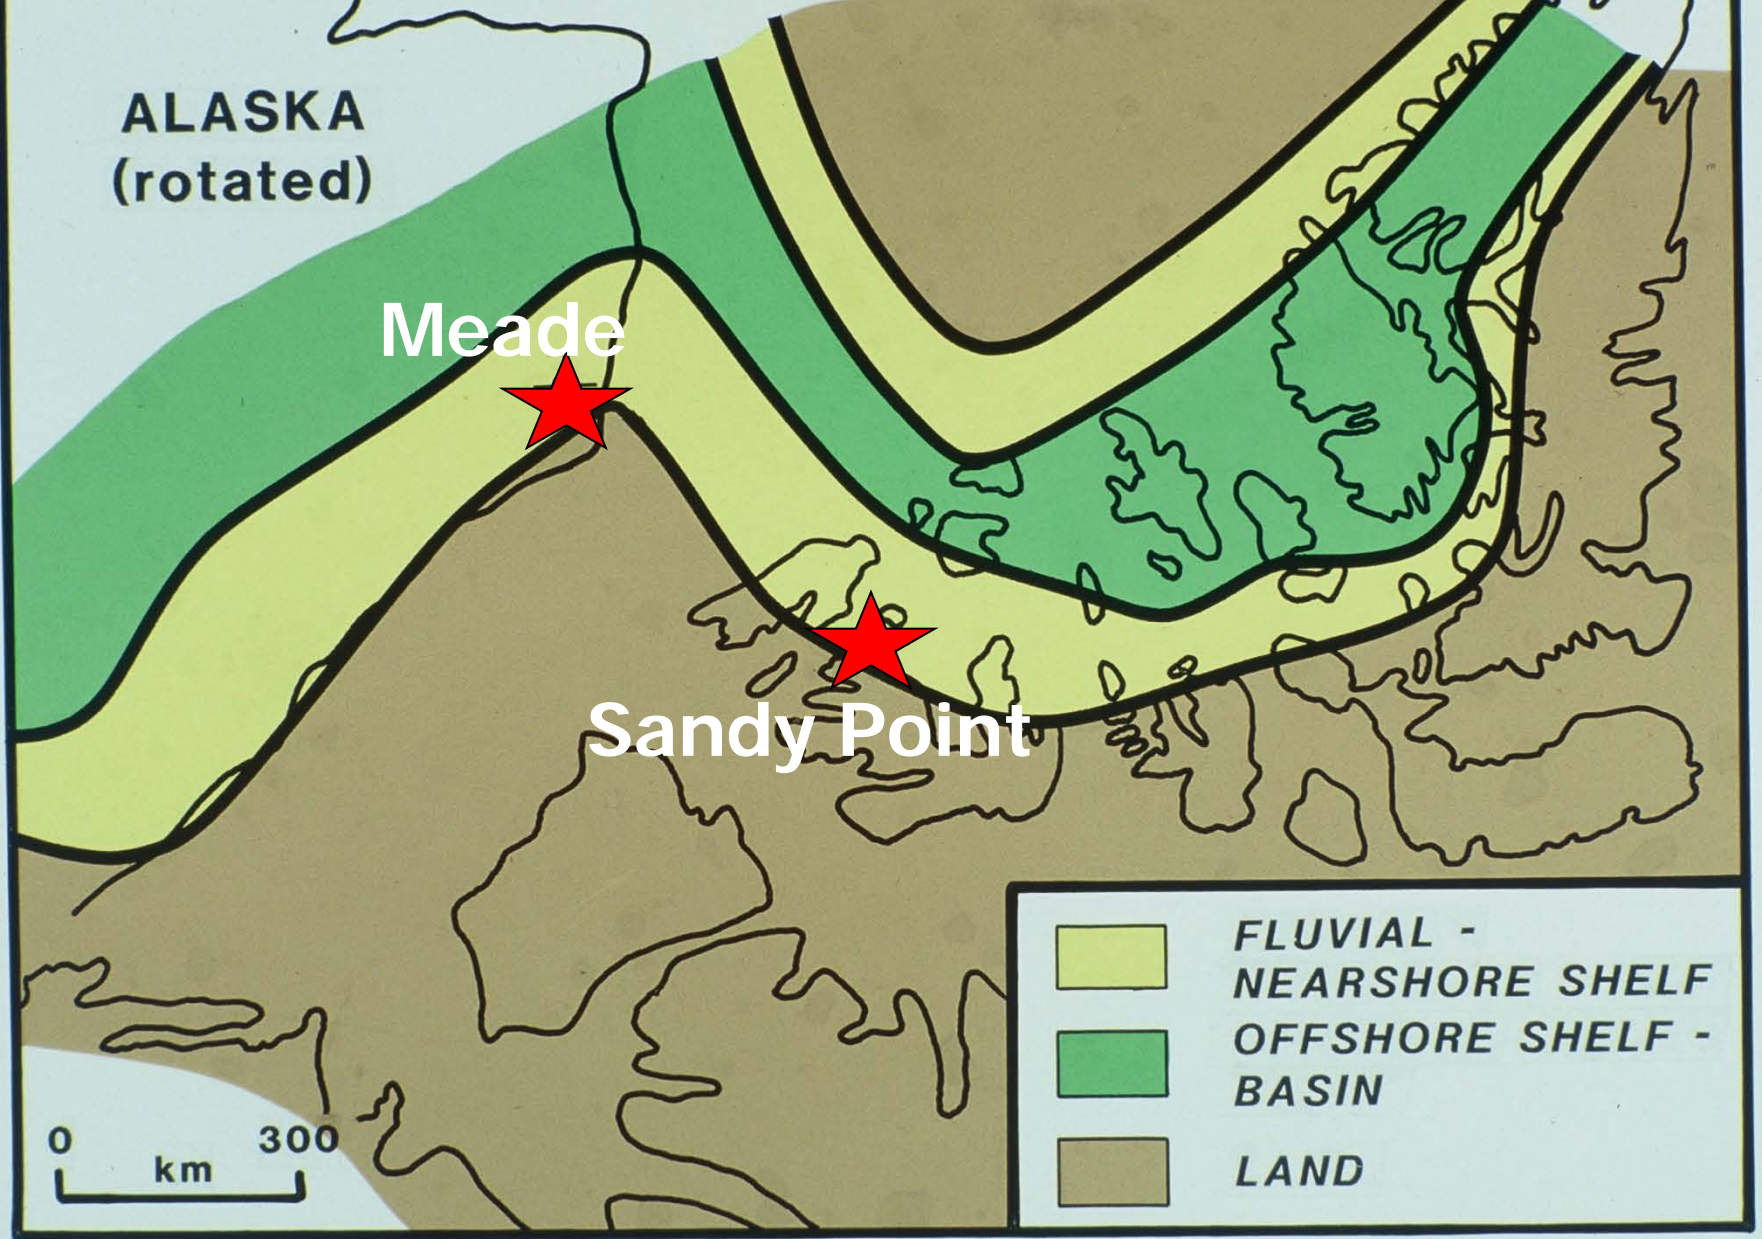 ALASKA
(rotated)
Meade
Sandy Point
FLUVIAL -
NEARSHORE SHELF
OFFSHORE SHELF -
BASIN
LAND
0 300
km